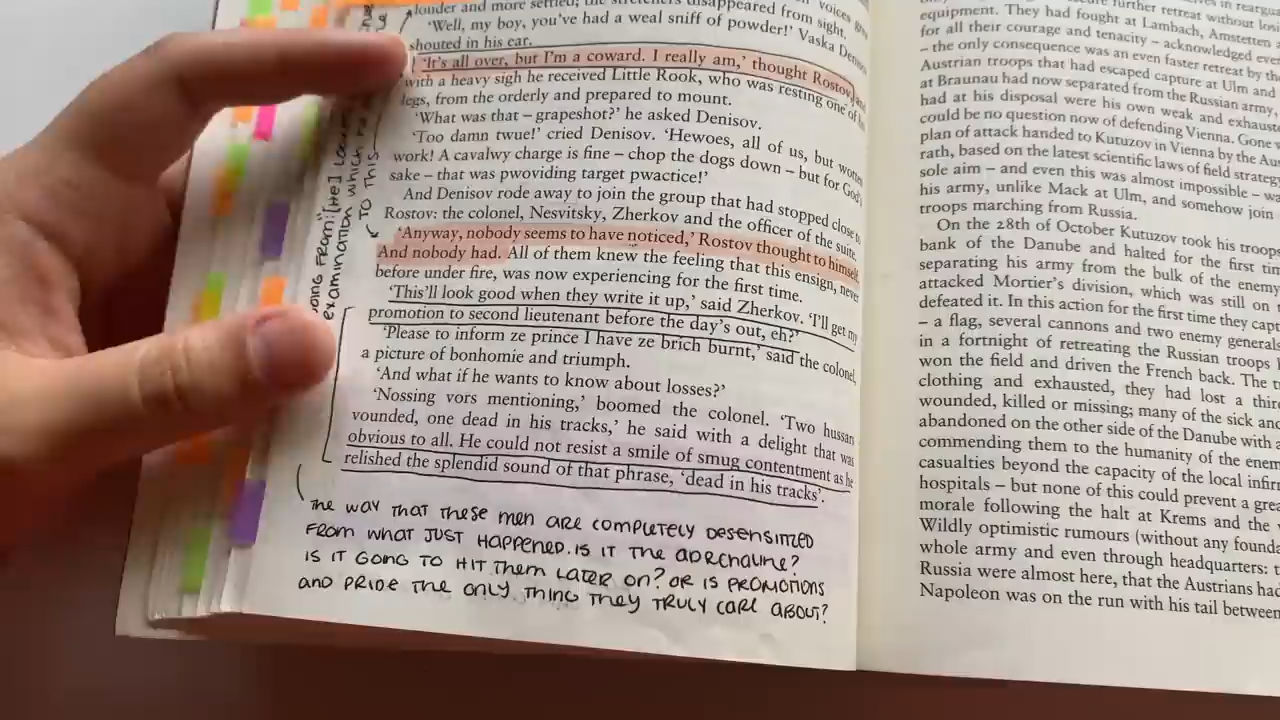 louder and more settled; the stretchers disappeared from sight.
'Well, my boy, you've had a weal sniff of powder!' Vaska Denisov
shouted in his ear.
'It's all over, but I'm a coward. I really am,' thought Rostov, and
with a heavy sigh he received Little Rook, who was resting one of his
legs, from the orderly and prepared to mount.
'What was that – grapeshot?' he asked Denisov.
'Too damn twue!' cried Denisov. 'Hewoes, all of us, but wotten
work! A cavalwy charge is fine – chop the dogs down – but for God's
sake – that was pwoviding target pwactice!'
And Denisov rode away to join the group that had stopped close to
Rostov: the colonel, Nesvitsky, Zherkov and the officer of the suite.
'Anyway, nobody seems to have noticed,' Rostov thought to himself.
And nobody had. All of them knew the feeling that this ensign, never
before under fire, was now experiencing for the first time.
'This'll look good when they write it up,' said Zherkov. 'I'll get my
promotion to second lieutenant before the day's out, eh?'
'Please to inform ze prince I have ze brich burnt,' said the colonel,
a picture of bonhomie and triumph.
'And what if he wants to know about losses?'
'Nossing vors mentioning,' boomed the colonel. 'Two hussars
vounded, one dead in his tracks,' he said with a delight that was
obvious to all. He could not resist a smile of smug contentment as he
relished the splendid sound of that phrase, 'dead in his tracks'.
THE WAY THAT THESE MEN ARE COMPLETELY DESENSITIZED
FROM WHAT JUST HAPPENED. IS IT THE ADRENALINE?
IS IT GOING TO HIT THEM LATER ON? OR IS PROMOTIONS
AND PRIDE THE ONLY THING THEY TRULY CARE ABOUT?
GOING FROM: "[HE]
examination which
TO THIS
further retreat without
equipment. They had fought at Lambach, Amstetten
for all their courage and tenacity – acknowledged
– the only consequence was an even faster retreat by
Austrian troops that had escaped capture at Ulm and
at Braunau had now separated from the Russian army,
had at his disposal were his own weak and
could be no question now of defending Vienna. Gone
plan of attack handed to Kutuzov in Vienna by the
rath, based on the latest scientific laws of field strategy
sole aim – and even this was almost impossible –
his army, unlike Mack at Ulm, and somehow join
troops marching from Russia.
On the 28th of October Kutuzov took his troops
bank of the Danube and halted for the first
separating his army from the bulk of the
attacked Mortier's division, which was still on
defeated it. In this action for the first time they
– a flag, several cannons and two enemy
in a fortnight of retreating the Russian troops
won the field and driven the French back. The
clothing and exhausted, they had lost a
wounded, killed or missing; many of the sick
abandoned on the other side of the Danube with a
commending them to the humanity of the
casualties beyond the capacity of the local
hospitals – but none of this could prevent a
morale following the halt at Krems and the
Wildly optimistic rumours (without any
whole army and even through headquarters:
Russia were almost here, that the Austrians had
Napoleon was on the run with his tail between